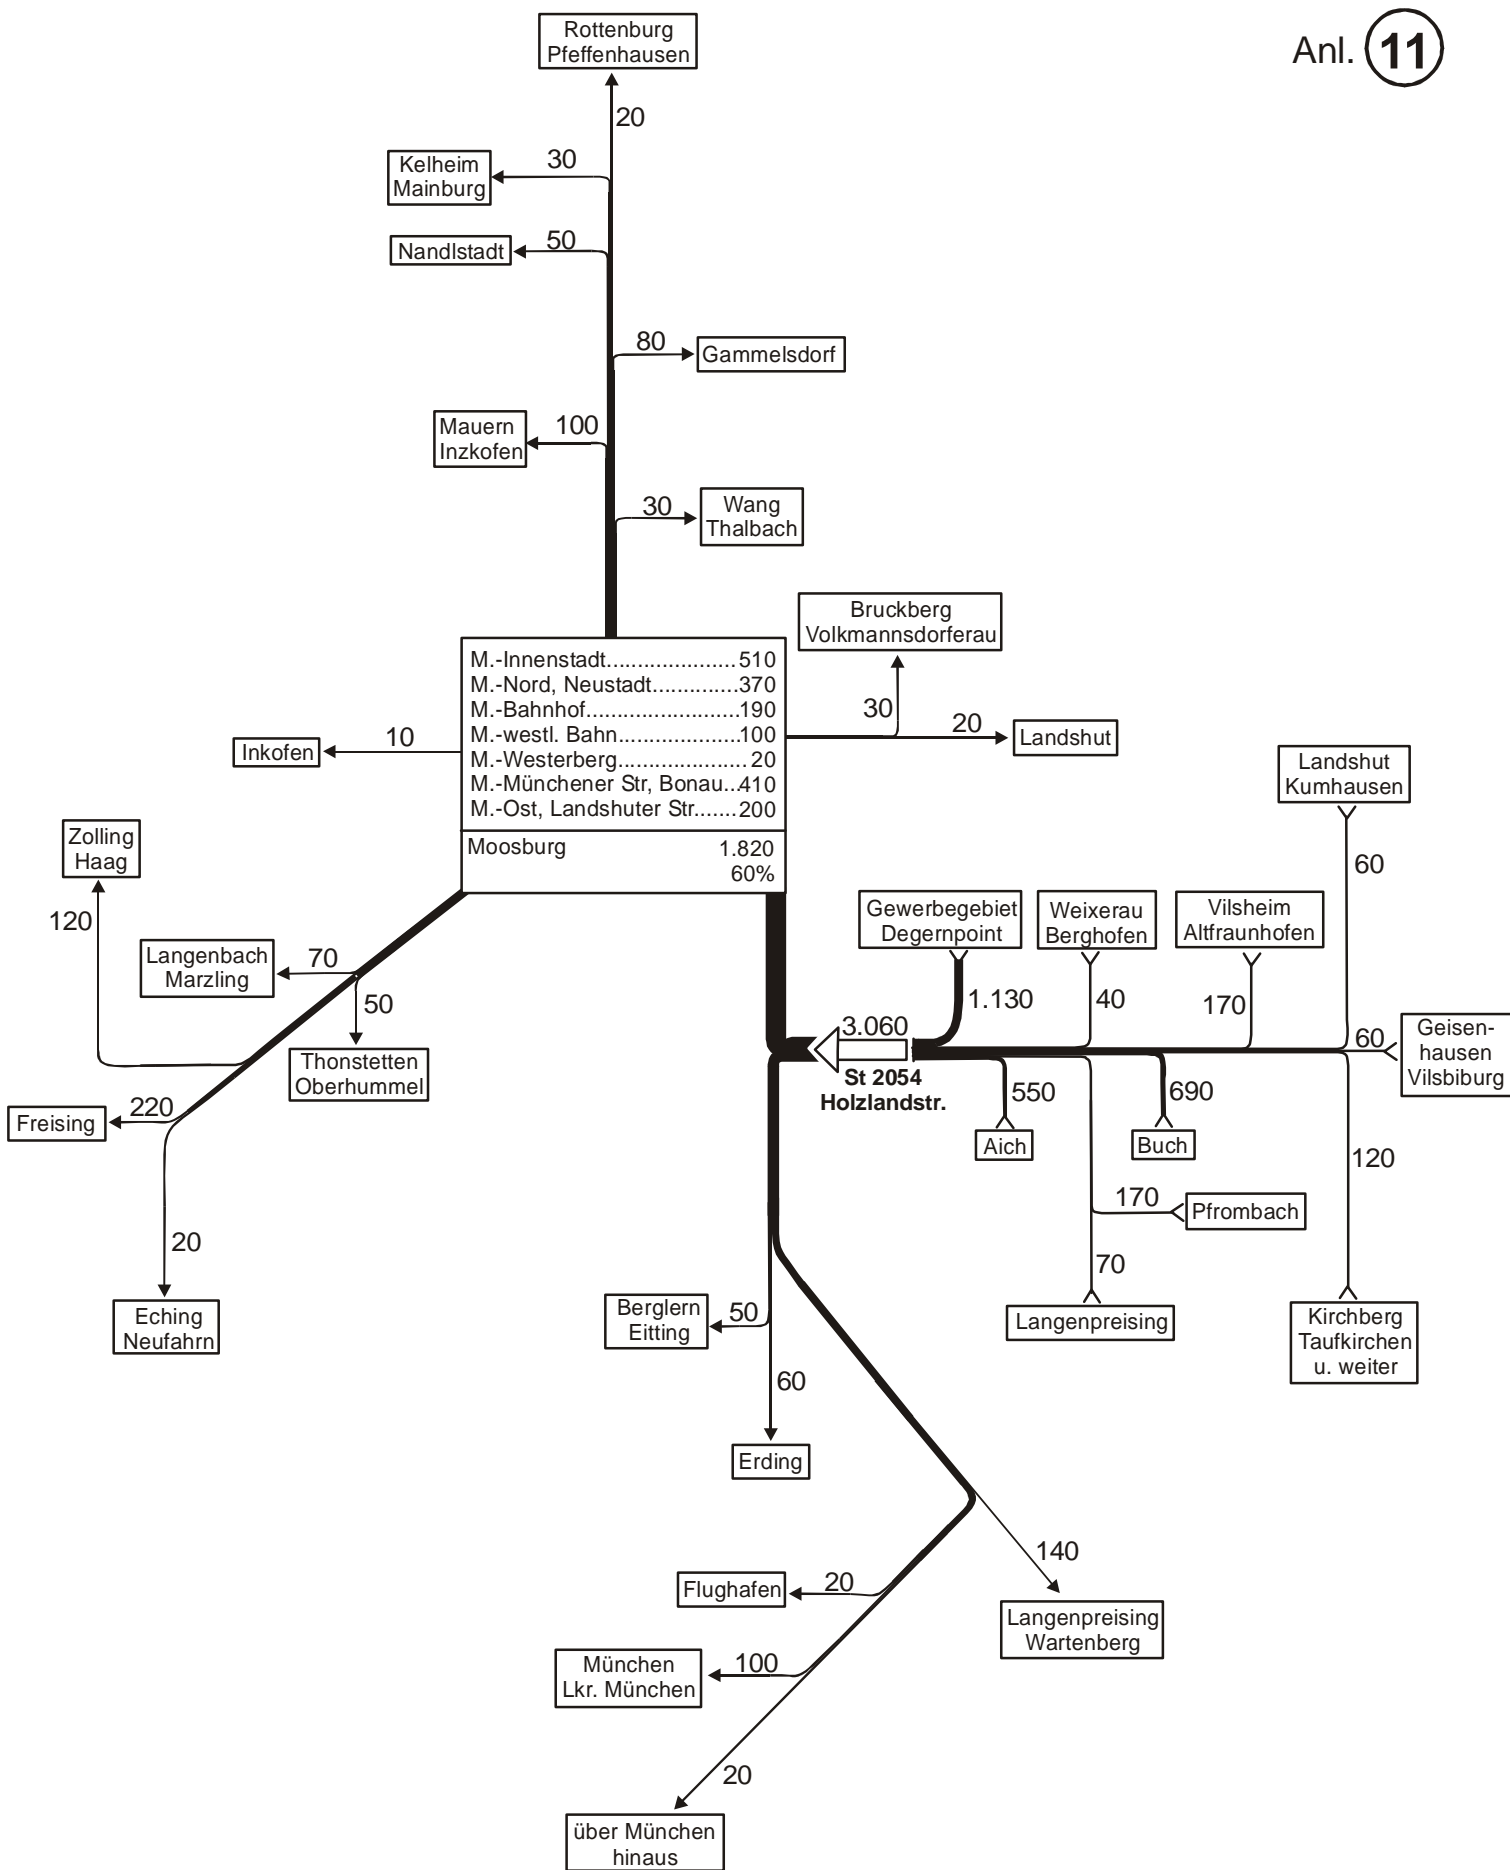 Anl. 11
Rottenburg
Pfeffenhausen
20
Kelheim
Mainburg
30
Nandlstadt
50
80
Gammelsdorf
Mauern
Inzkofen
100
30
Wang
Thalbach
Bruckberg
Volkmannsdorferau
30
20
Landshut
M.-Innenstadt.....................510
M.-Nord, Neustadt..............370
M.-Bahnhof.........................190
M.-westl. Bahn....................100
M.-Westerberg.....................20
M.-Münchener Str, Bonau...410
M.-Ost, Landshuter Str.......200
Moosburg 1.820
60%
Inkofen
10
Zolling
Haag
120
Langenbach
Marzling
70
50
Thonstetten
Oberhummel
Freising
220
20
Eching
Neufahrn
Landshut
Kumhausen
60
Gewerbegebiet
Degernpoint
1.130
Weixerau
Berghofen
40
Vilsheim
Altfraunhofen
170
60
Geisen-
hausen
Vilsbiburg
3.060
St 2054
Holzlandstr.
550
Aich
690
Buch
120
170
Pfrombach
70
Langenpreising
Kirchberg
Taufkirchen
u. weiter
Berglern
Eitting
50
60
Erding
140
Langenpreising
Wartenberg
Flughafen
20
München
Lkr. München
100
20
über München
hinaus